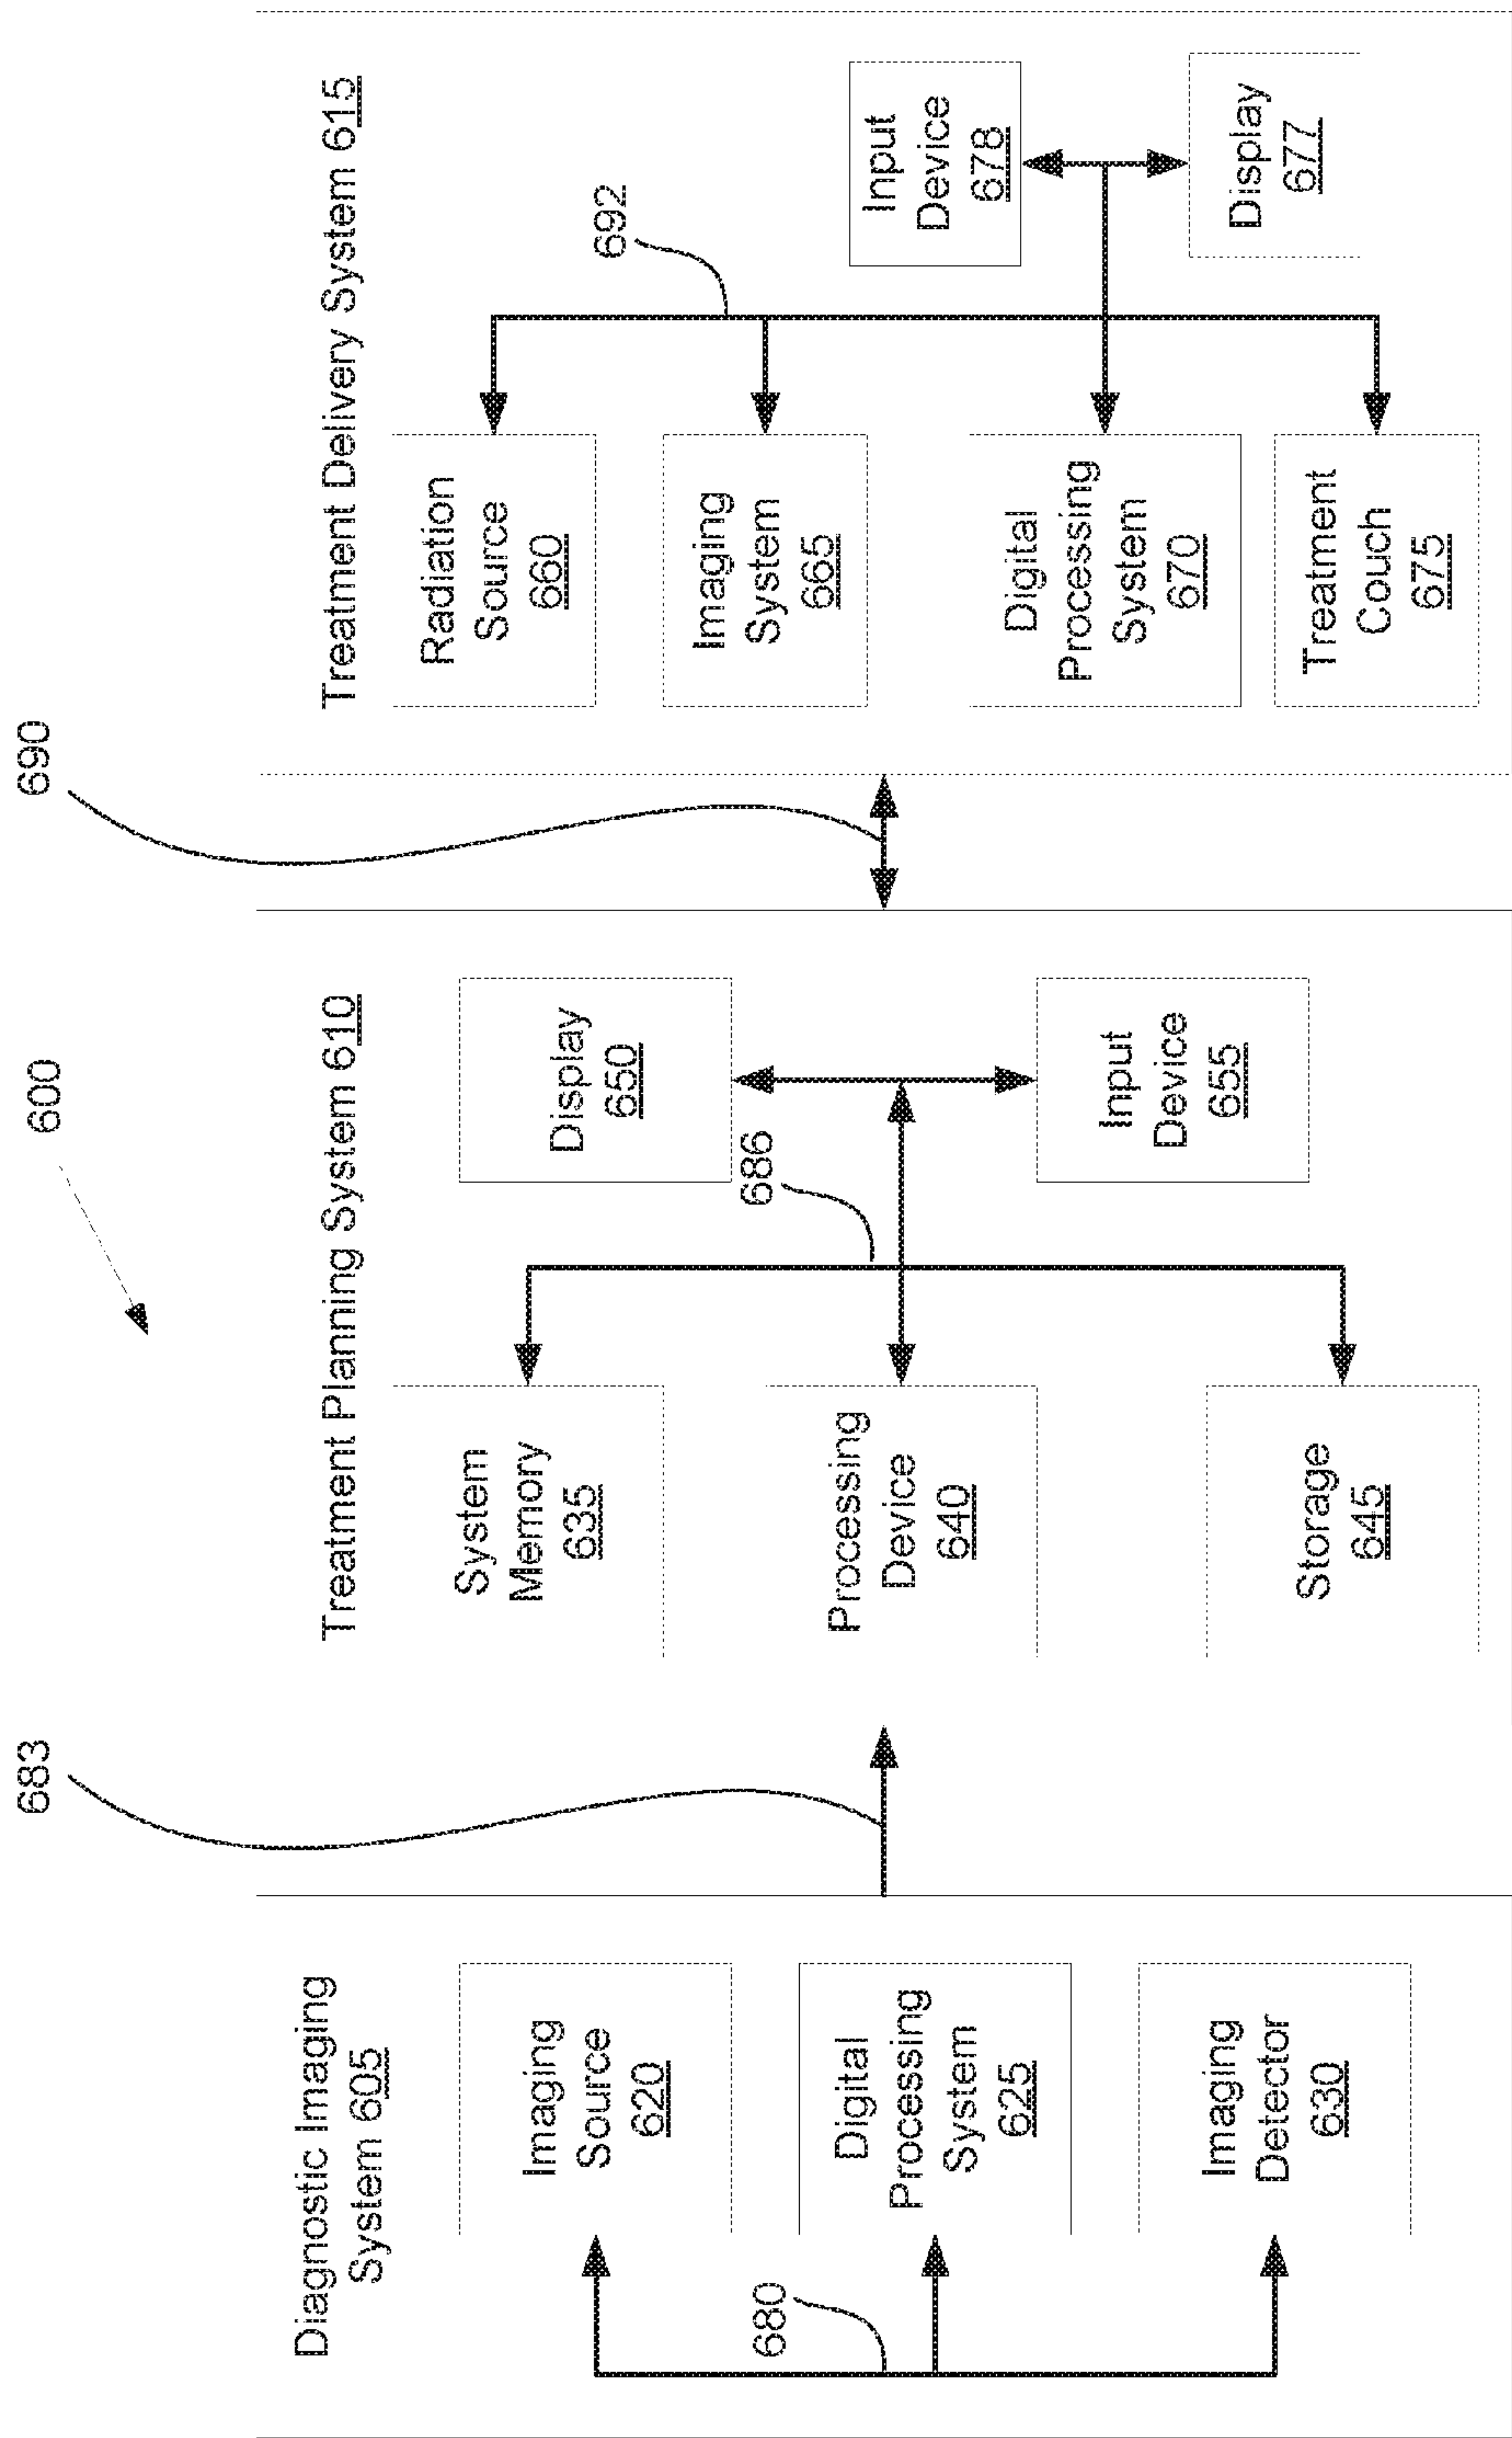 600
683
690
Diagnostic Imaging
System 605
Imaging
Source
620
Digital
Processing
System
625
Imaging
Detector
630
680
Treatment Planning System 610
System
Memory
635
Processing
Device
640
Storage
645
686
Display
650
Input
Device
655
Treatment Delivery System 615
Radiation
Source
660
Imaging
System
665
Digital
Processing
System
670
Treatment
Couch
675
692
Input
Device
678
Display
677